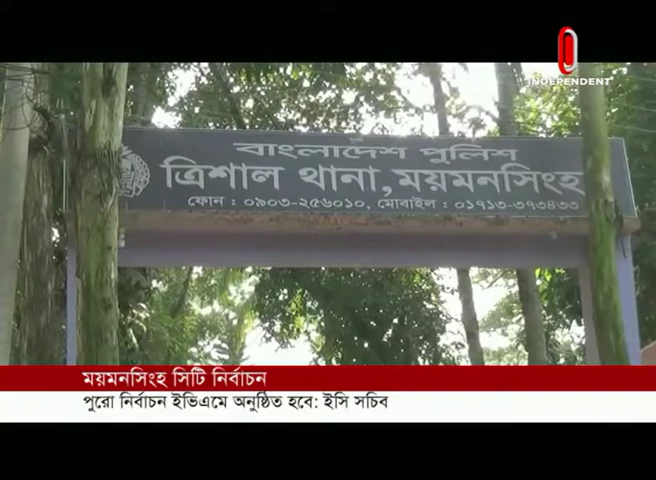 INDEPENDENT
বাংলাদেশ পুলিশ
ত্রিশাল থানা, ময়মনসিংহ
ফোন : ০৯০৩-২৫৬০১০, মোবাইল : ০১৭১৩-৩৭৩৪৩৩
ময়মনসিংহ সিটি নির্বাচন
পুরো নির্বাচন ইভিএমে অনুষ্ঠিত হবে: ইসি সচিব